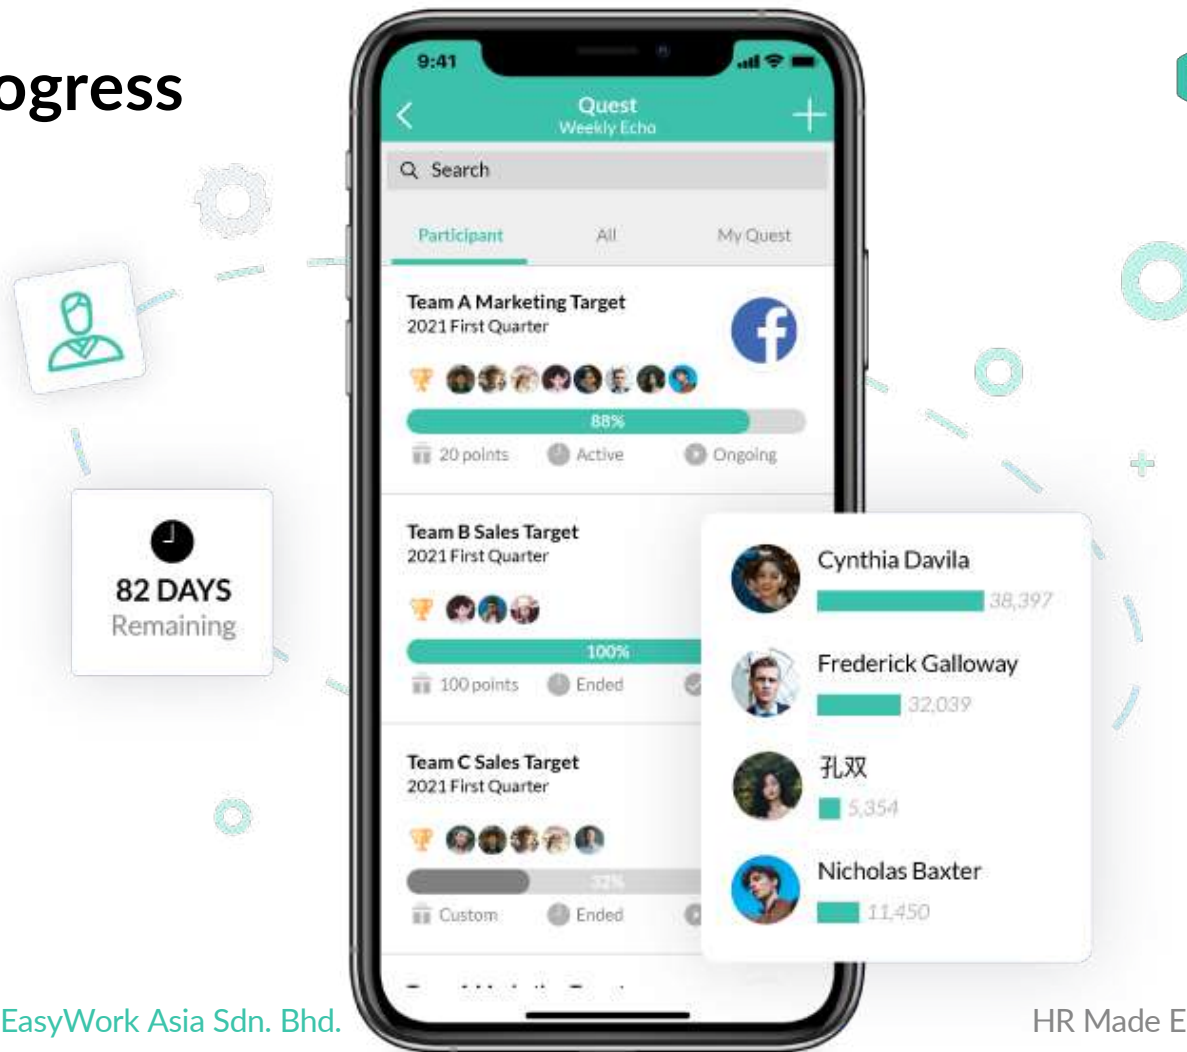 ogress
9:41
Quest
Weekly Echo
Search
Participant All My Quest
Team A Marketing Target
2021 First Quarter
88%
20 points Active Ongoing
Team B Sales Target
2021 First Quarter
100%
100 points Ended
Team C Sales Target
2021 First Quarter
32%
Custom Ended
82 DAYS
Remaining
Cynthia Davila
38,397
Frederick Galloway
32,039
孔双
5,354
Nicholas Baxter
11,450
EasyWork Asia Sdn. Bhd.
HR Made E